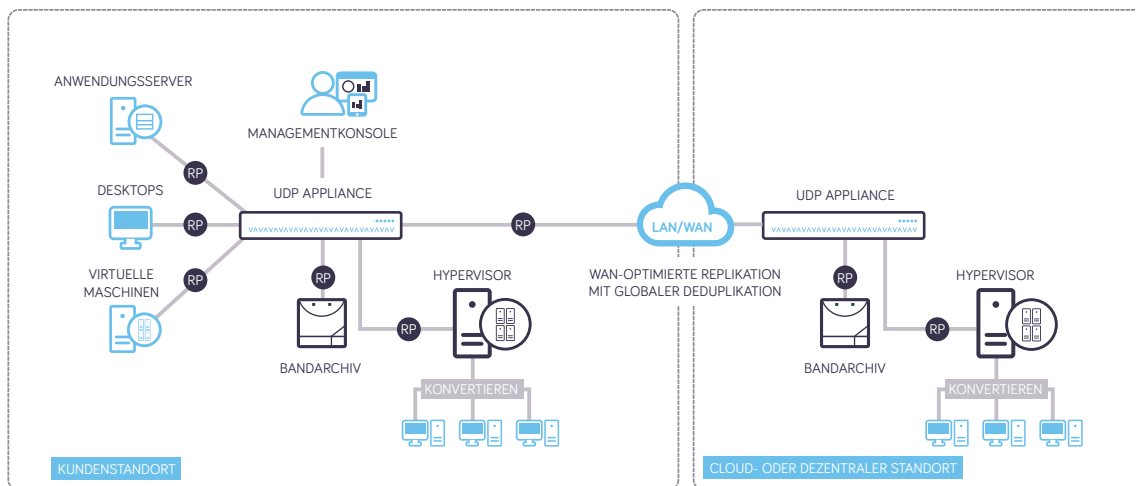 ANWENDUNGSSERVER
MANAGEMENTKONSOLE
RP
DESKTOPS
UDP APPLIANCE
UDP APPLIANCE
RP
RP
LAN/WAN
VIRTUELLE
MASCHINEN
RP
RP
HYPERVISOR
WAN-OPTIMIERTE REPLIKATION
MIT GLOBALER DEDUPLIKATION
RP
HYPERVISOR
RP
RP
BANDARCHIV
BANDARCHIV
KONVERTIEREN
KONVERTIEREN
KUNDENSTANDORT
CLOUD- ODER DEZENTRALER STANDORT